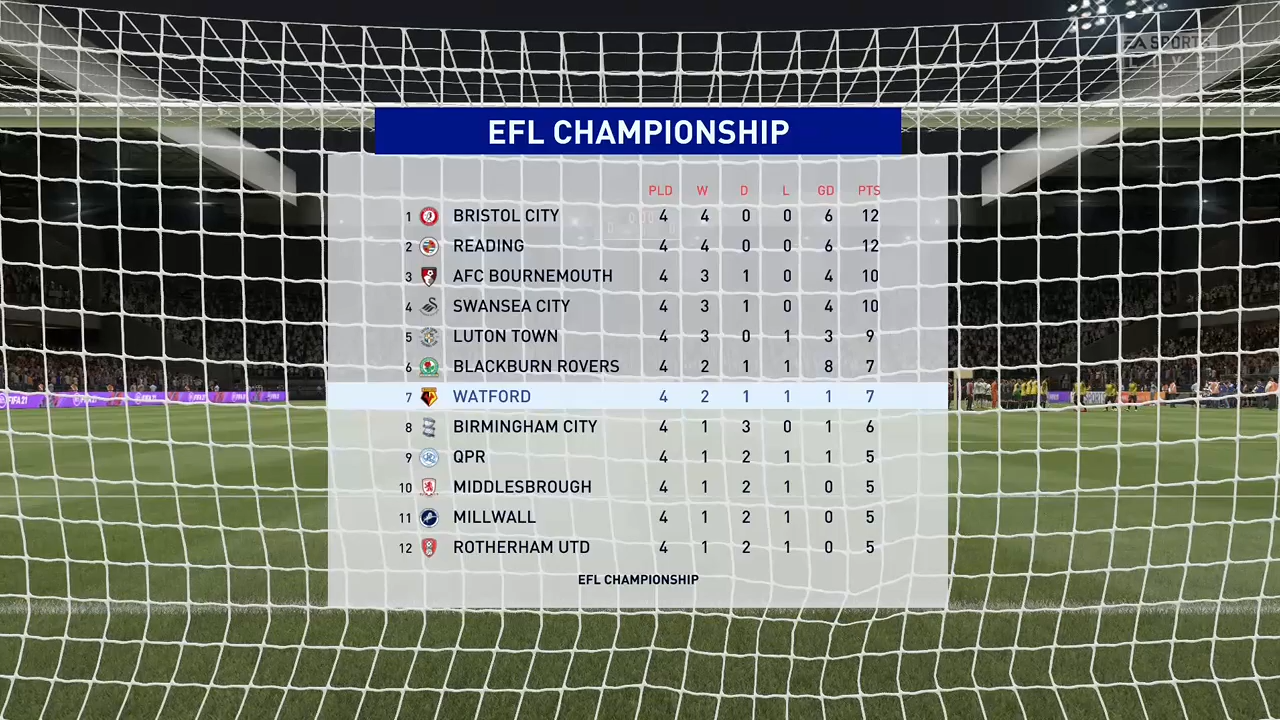 EA SPORTS
EFL CHAMPIONSHIP
PLD W D L GD PTS
1 BRISTOL CITY 4 4 0 0 6 12
2 READING 4 4 0 0 6 12
3 AFC BOURNEMOUTH 4 3 1 0 4 10
4 SWANSEA CITY 4 3 1 0 4 10
5 LUTON TOWN 4 3 0 1 3 9
6 BLACKBURN ROVERS 4 2 1 1 8 7
7 WATFORD 4 2 1 1 1 7
8 BIRMINGHAM CITY 4 1 3 0 1 6
9 QPR 4 1 2 1 1 5
10 MIDDLESBROUGH 4 1 2 1 0 5
11 MILLWALL 4 1 2 1 0 5
12 ROTHERHAM UTD 4 1 2 1 0 5
EFL CHAMPIONSHIP
FIFA 21